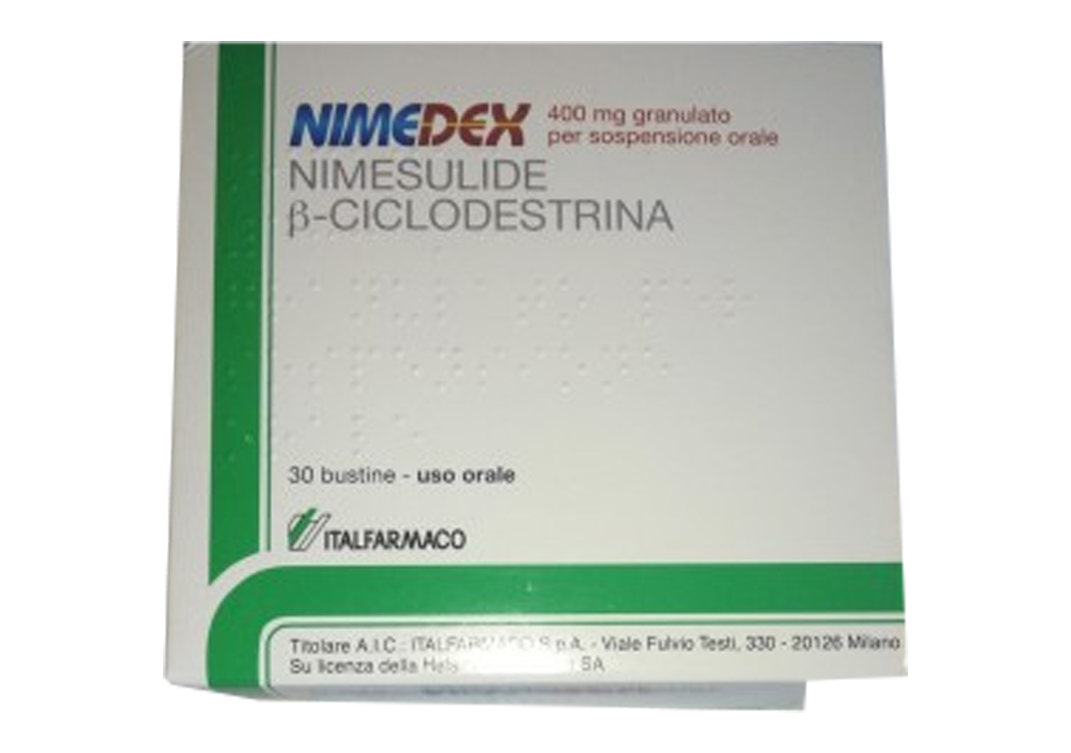 NIMEDEX 400 mg granulato
per sospensione orale
NIMESULIDE
β-CICLODESTRINA
30 bustine - uso orale
ITALFARMACO
Titolare A.I.C.: ITALFARMACO S.p.A. - Viale Fulvio Testi, 330 - 20126 Milano
Su licenza della SA